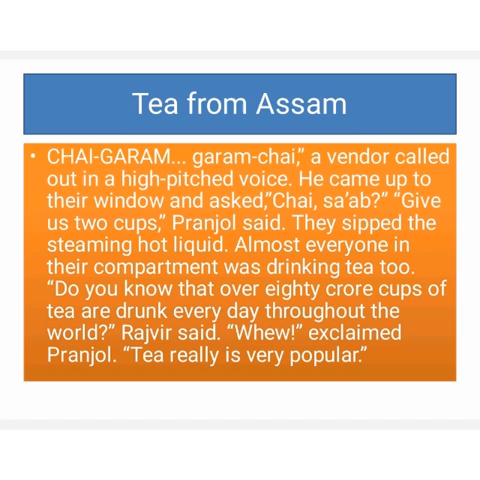 Tea from Assam
• CHAI-GARAM... garam-chai,” a vendor called
out in a high-pitched voice. He came up to
their window and asked,”Chai, sa’ab?” “Give
us two cups,” Pranjol said. They sipped the
steaming hot liquid. Almost everyone in
their compartment was drinking tea too.
“Do you know that over eighty crore cups of
tea are drunk every day throughout the
world?” Rajvir said. “Whew!” exclaimed
Pranjol. “Tea really is very popular.”